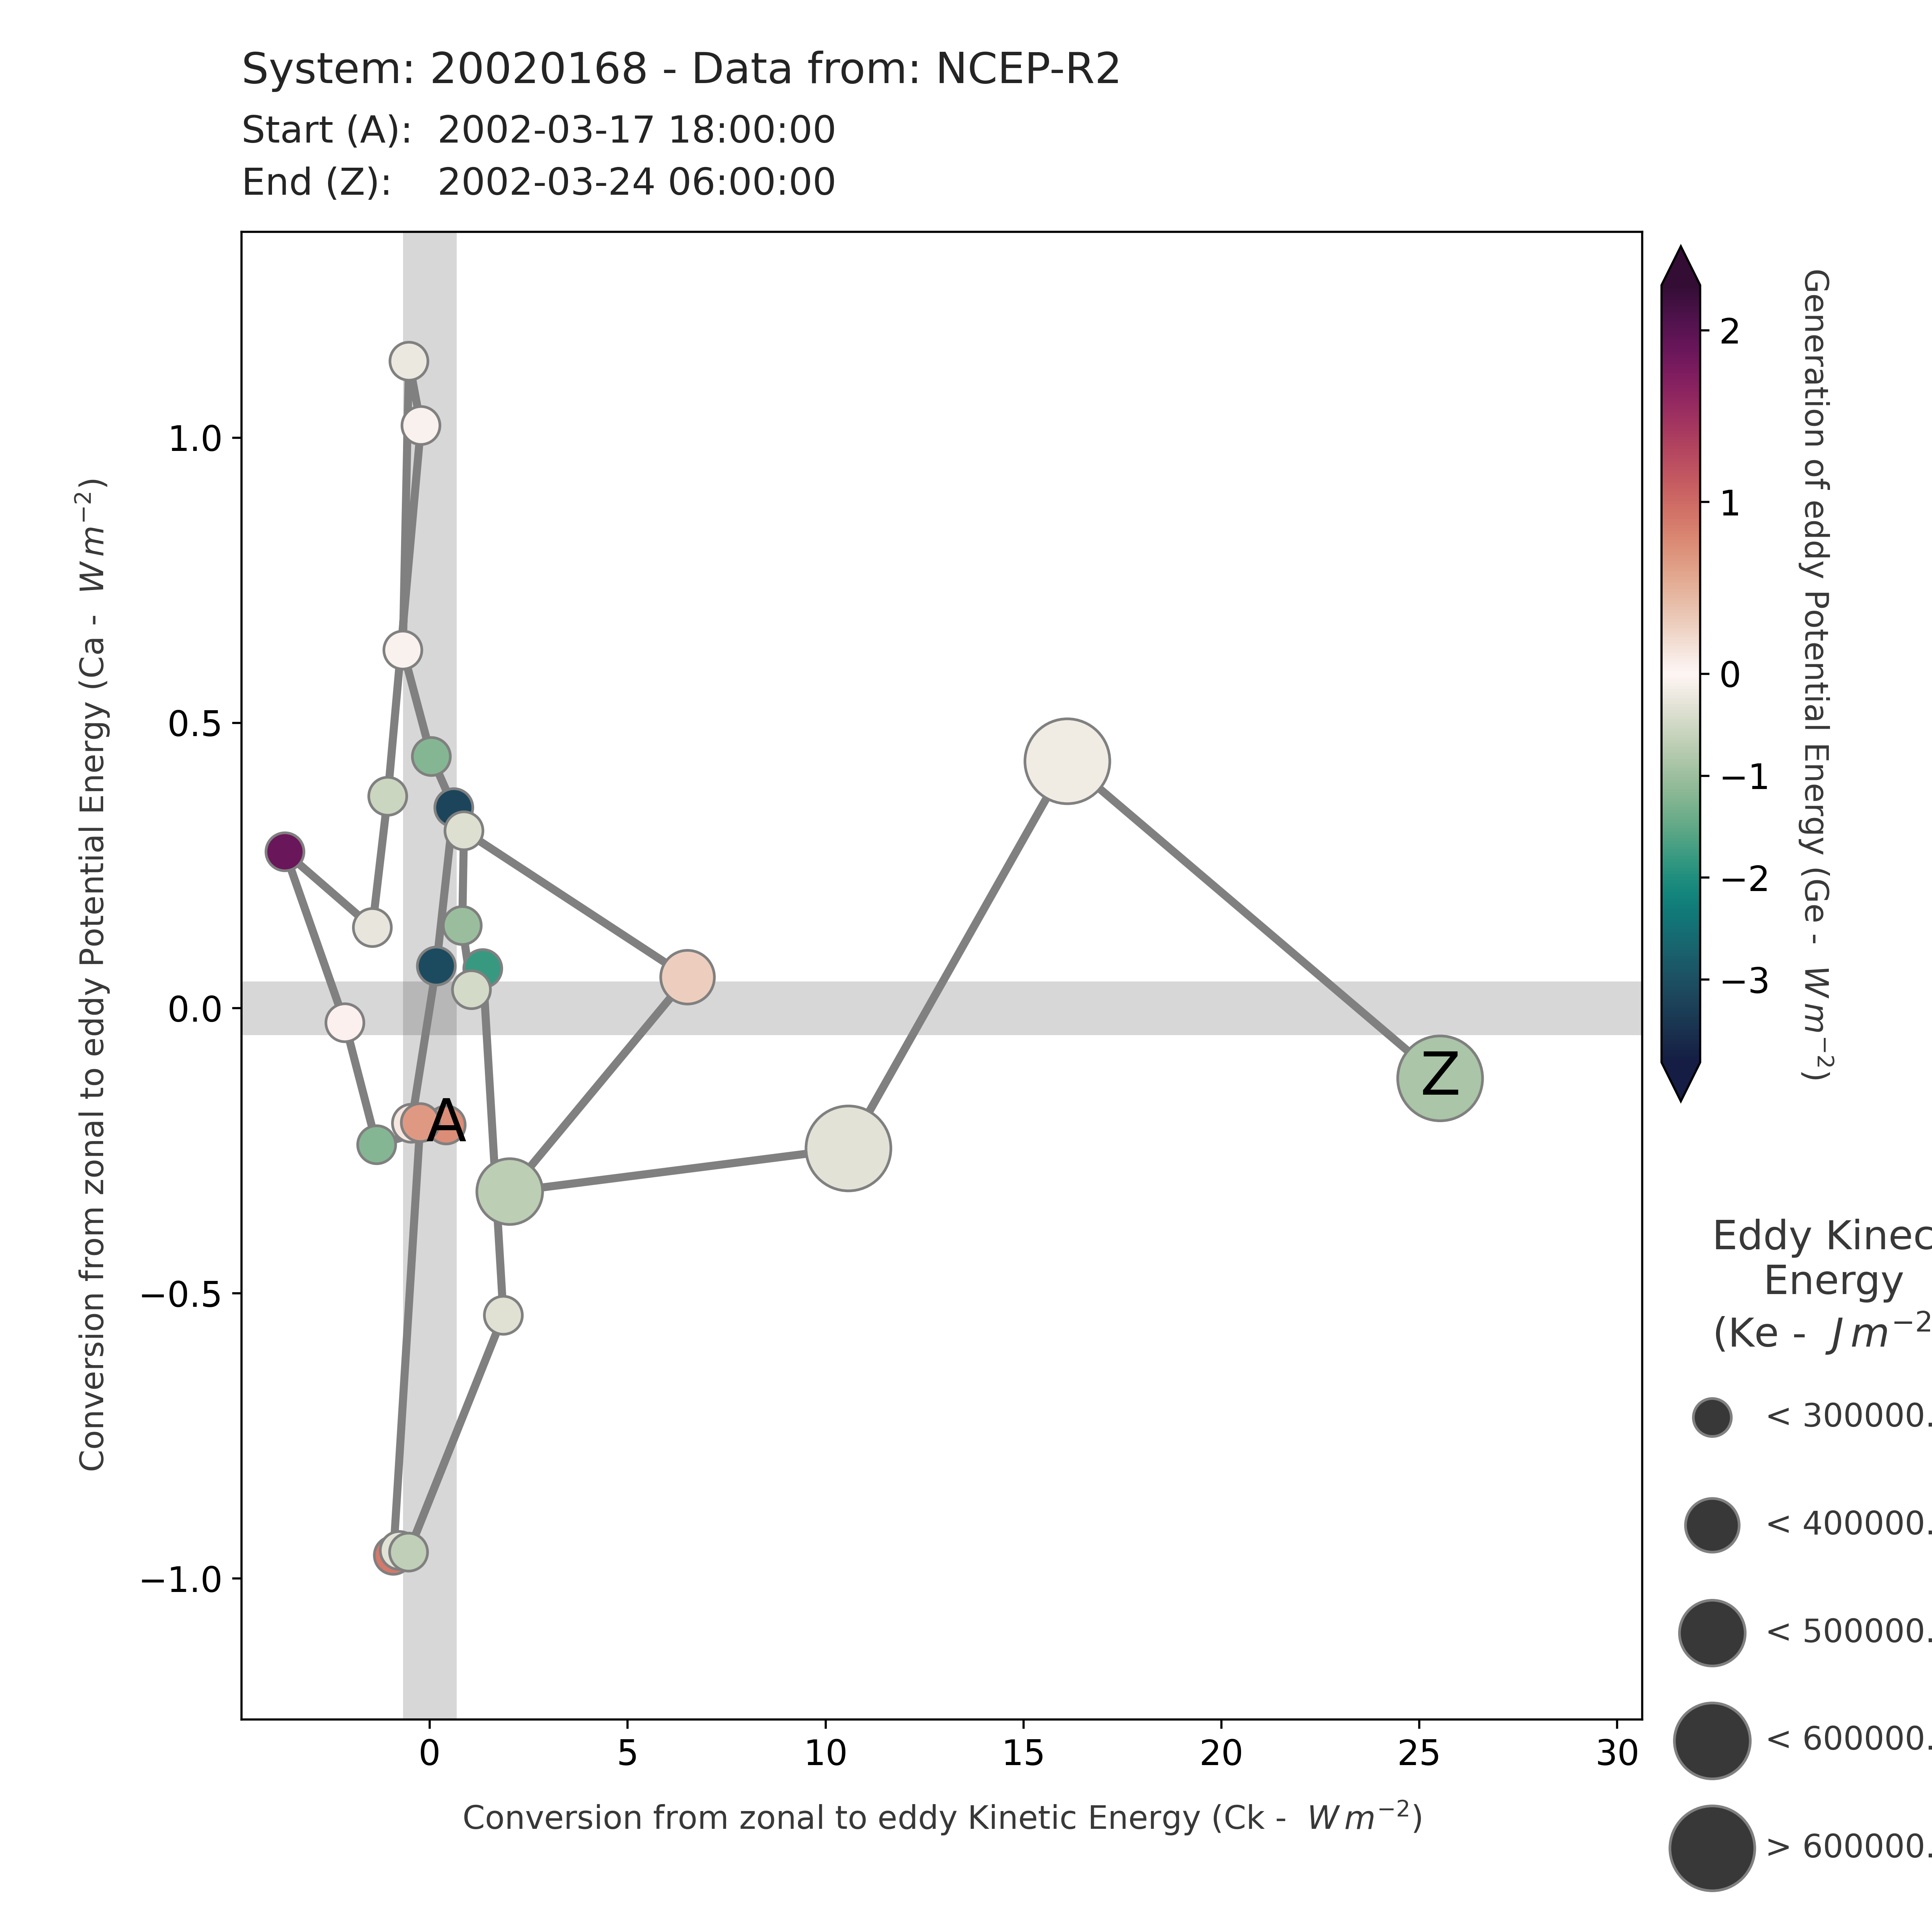 System: 20020168 - Data from: NCEP-R2
Start (A): 2002-03-17 18:00:00
End (Z): 2002-03-24 06:00:00
Conversion from zonal to eddy Potential Energy (Ca - W m⁻²)
1.0
0.5
0.0
−0.5
−1.0
A
Z
0
5
10
15
20
25
30
Conversion from zonal to eddy Kinetic Energy (Ck - W m⁻²)
2
1
0
−1
−2
−3
Generation of eddy Potential Energy (Ge - W m⁻²)
Eddy Kinec
Energy
(Ke - J m⁻²
< 300000.
< 400000.
< 500000.
< 600000.
> 600000.